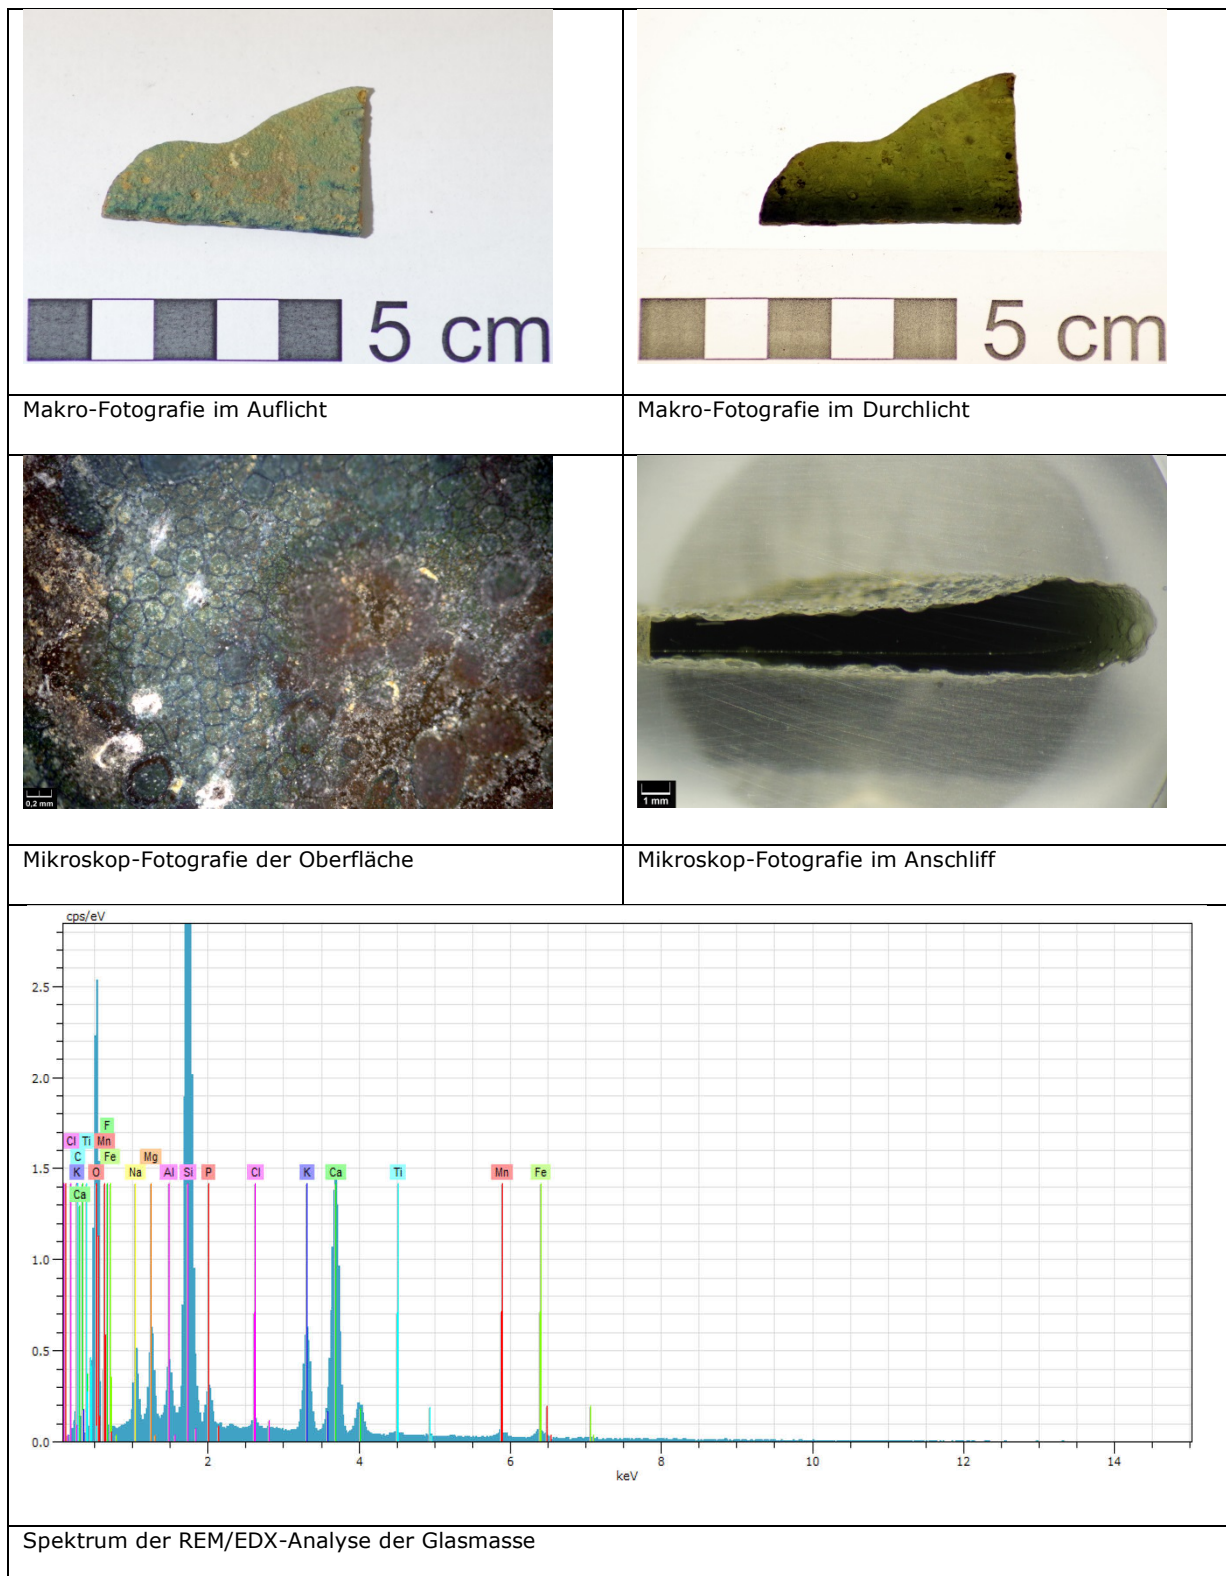 5 cm
5 cm
Makro-Fotografie im Auflicht
Makro-Fotografie im Durchlicht
0,2 mm
1 mm
Mikroskop-Fotografie der Oberfläche
Mikroskop-Fotografie im Anschliff
cps/eV
2.5
2.0
F
Cl Ti Mn
C Fe Mg
1.5
K O Na Al Si P Cl K Ca Ti Mn Fe
Ca
1.0
0.5
0.0
2 4 6 8 10 12 14
keV
Spektrum der REM/EDX-Analyse der Glasmasse